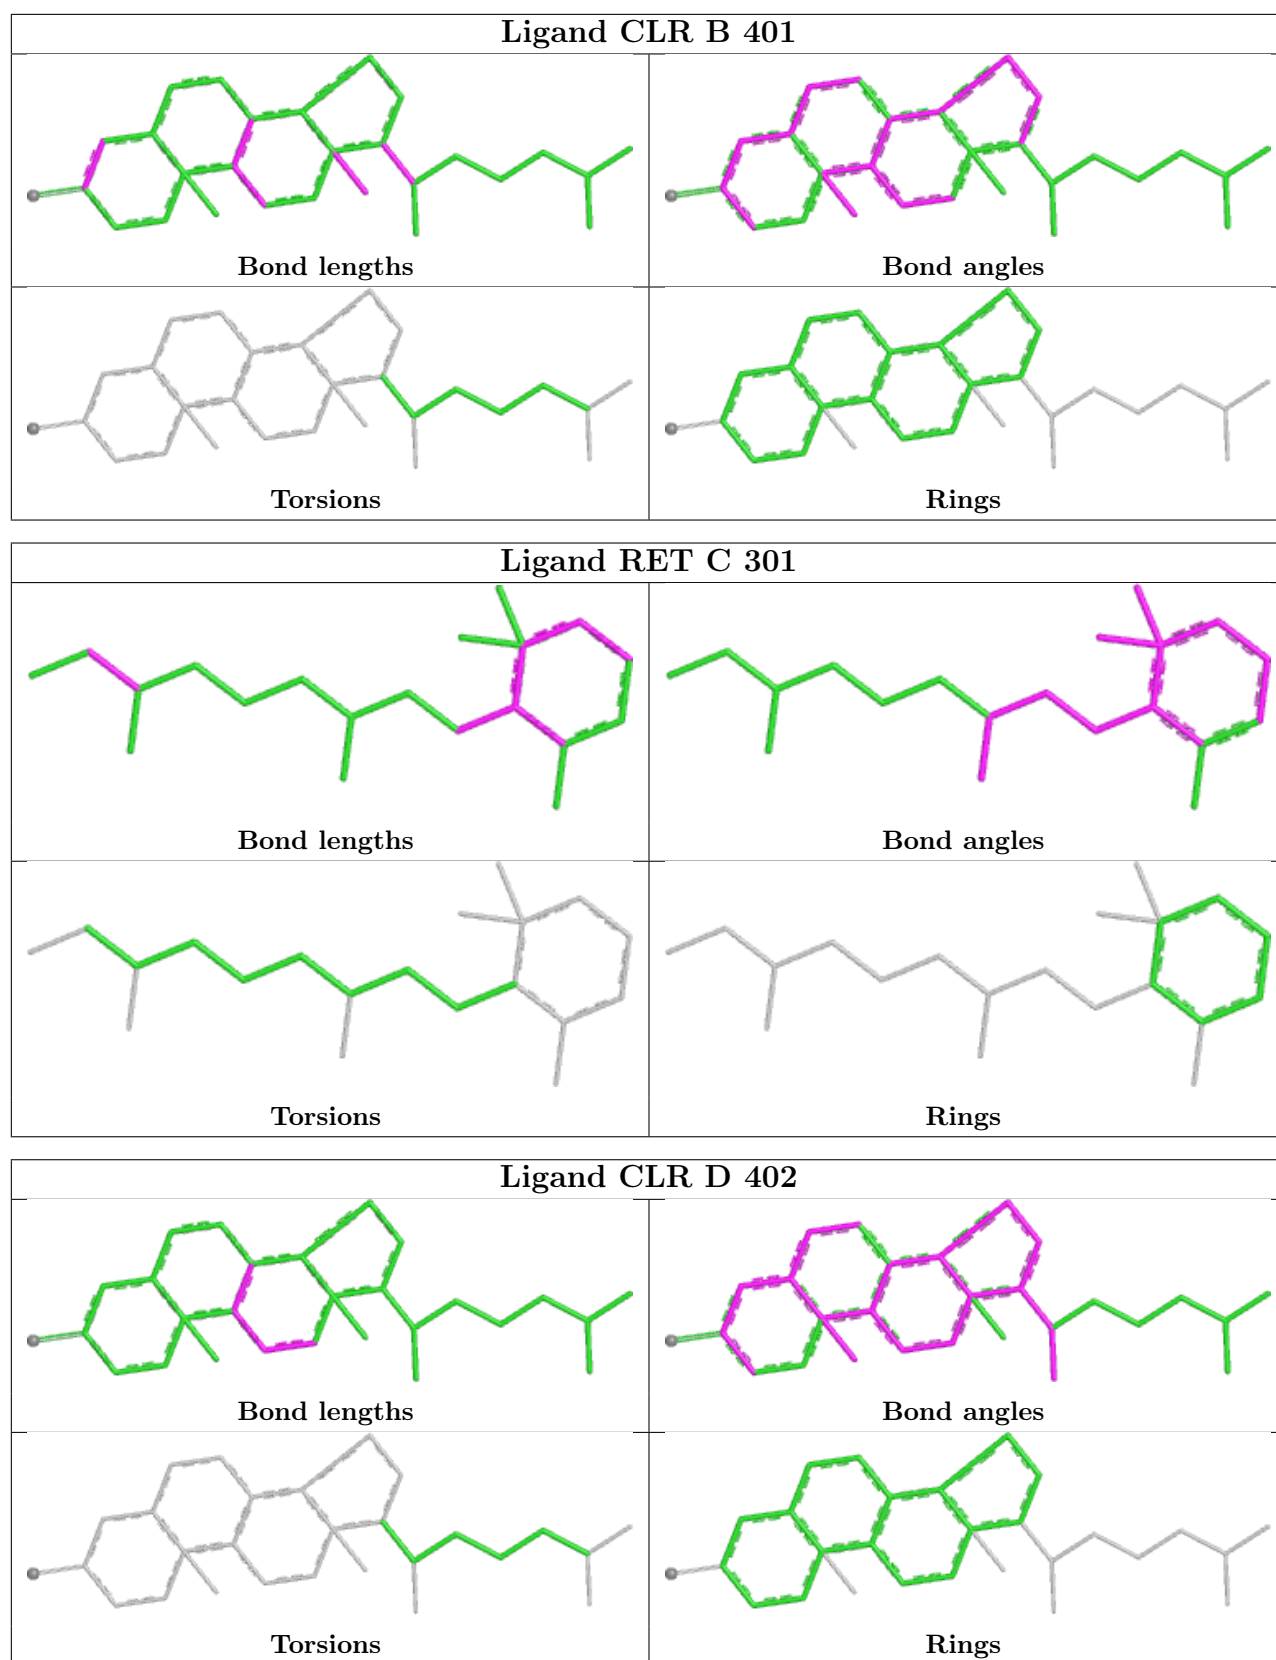 Ligand CLR B 401
Bond lengths
Bond angles
Torsions
Rings
Ligand RET C 301
Bond lengths
Bond angles
Torsions
Rings
Ligand CLR D 402
Bond lengths
Bond angles
Torsions
Rings